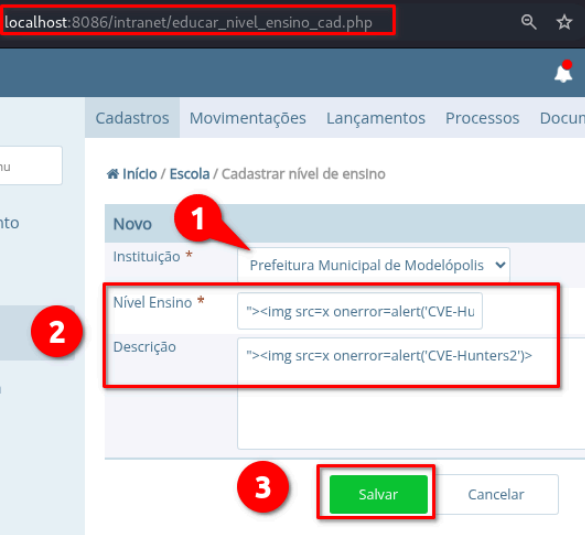 localhost:8086/intranet/educar_nivel_ensino_cad.php
Cadastros Movimentações Lançamentos Processos Docum
nu
Início / Escola / Cadastrar nível de ensino
nto
Novo
1
Instituição *
Prefeitura Municipal de Modelópolis
2
Nível Ensino *
"><img src=x onerror=alert('CVE-Hu
Descrição
"><img src=x onerror=alert('CVE-Hunters2')>
3
Salvar
Cancelar